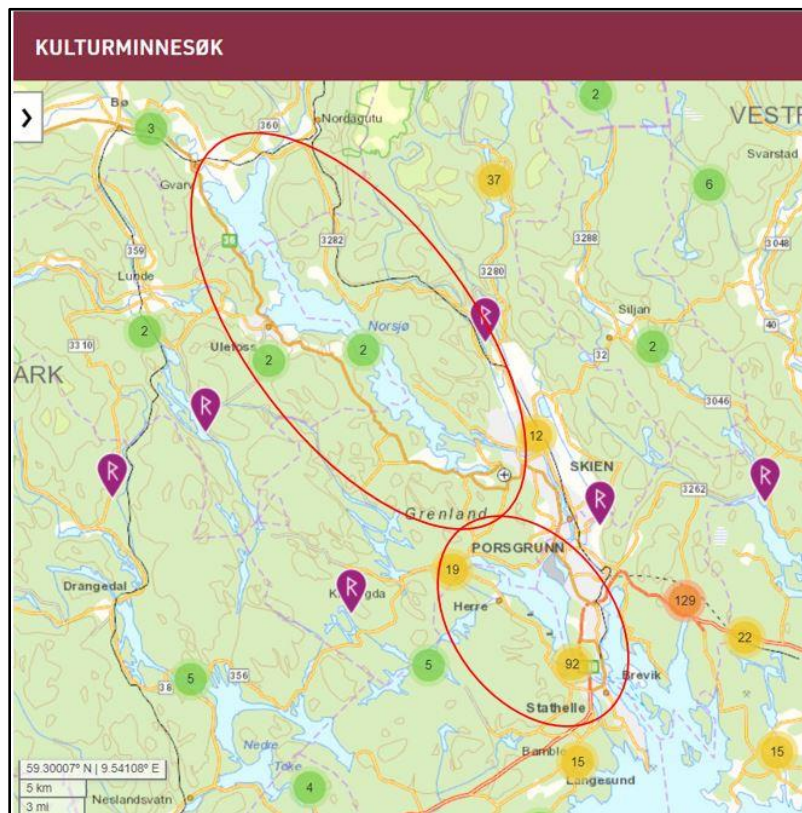 KULTURMINNESØK
2
VESTF
Bø
3
360
Nordagutu
Svarstad
Gvarv
37
6
36
3282
3288
3048
359
3280
Lunde
Siljan
40
Norsjø
2
3310
Ulefoss
2
2
2
32
ARK
3046
12
SKIEN
3262
Grenland
PORSGRUNN
19
Drangedal
Herre
129
22
5
92
5
38
356
Brevik
Stathelle
Nedre
Toke
Bamble
15
15
59.30007° N | 9.54108° E
Langesund
5 km
4
3 mi
Neslandsvatn